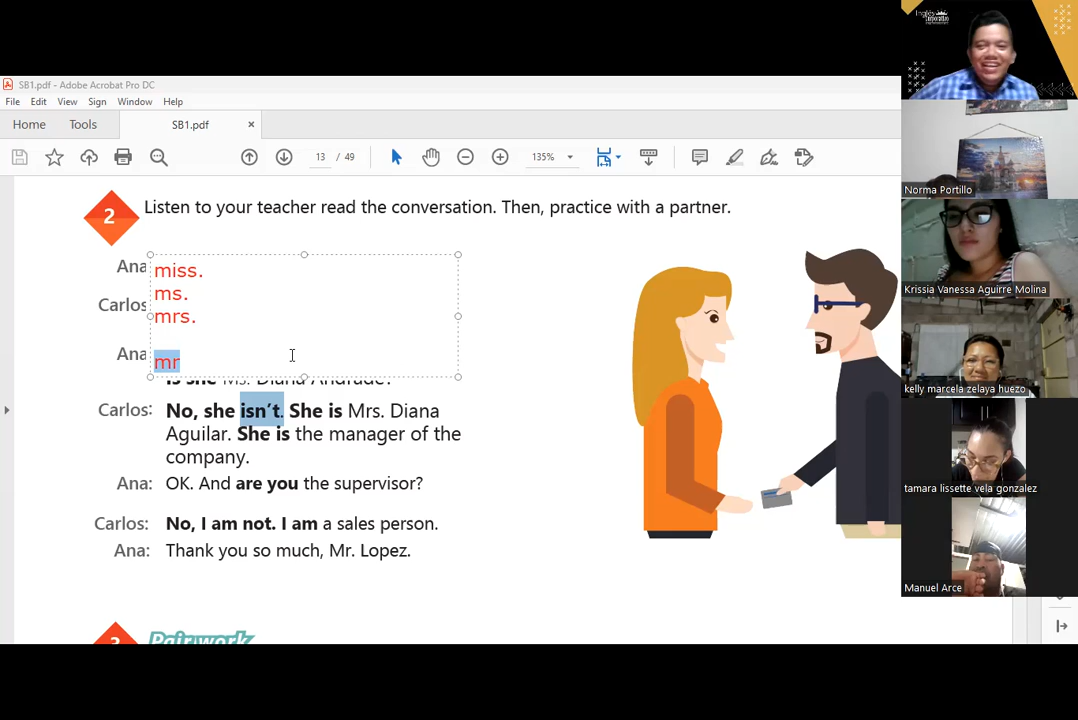 SB1.pdf - Adobe Acrobat Pro DC
File Edit View Sign Window Help
Home Tools SB1.pdf ×
13 / 49 135%
2 Listen to your teacher read the conversation. Then, practice with a partner.
Ana
miss.
ms.
Carlos
mrs.
Ana
mr
Is she Ms. Diana Andrade?
Carlos: No, she isn't. She is Mrs. Diana
Aguilar. She is the manager of the
company.
Ana: OK. And are you the supervisor?
Carlos: No, I am not. I am a sales person.
Ana: Thank you so much, Mr. Lopez.
3 Pair work
Inglés
Corporativo
Norma Portillo
Krissia Vanessa Aguirre Molina
kelly marcela zelaya huezo
tamara lissette vela gonzalez
Manuel Arce